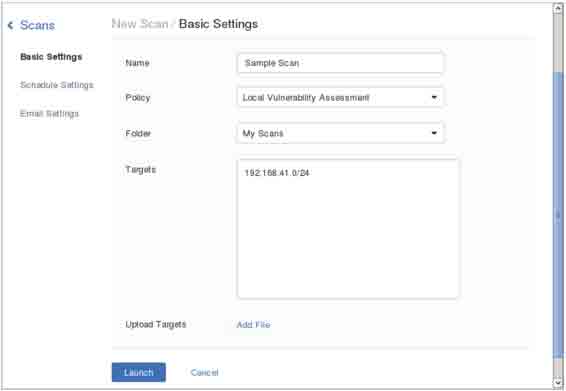 Scans
New Scan / Basic Settings
Basic Settings
Schedule Settings
Email Settings
Name Sample Scan
Policy Local Vulnerability Assessment
Folder My Scans
Targets 192.168.41.0/24
Upload Targets Add File
Launch Cancel